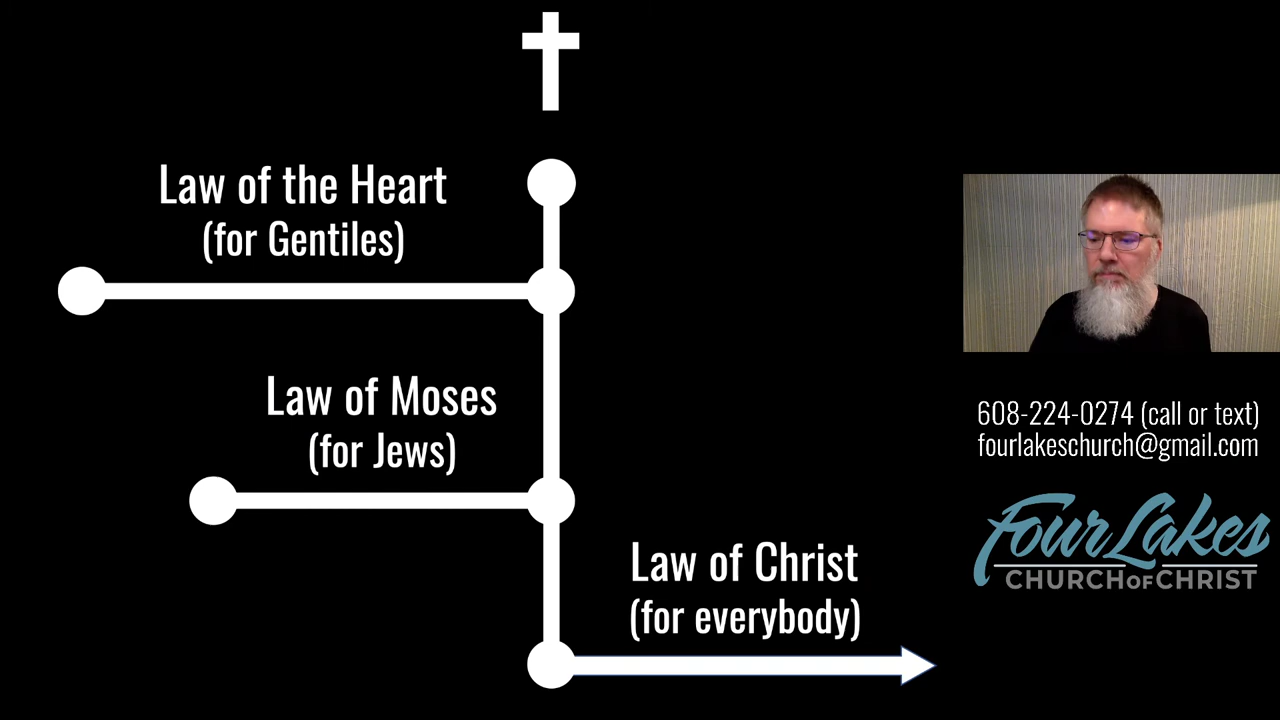 Law of the Heart
(for Gentiles)
Law of Moses
(for Jews)
Law of Christ
(for everybody)
608-224-0274 (call or text)
fourlakeschurch@gmail.com
Four Lakes
CHURCH OF CHRIST